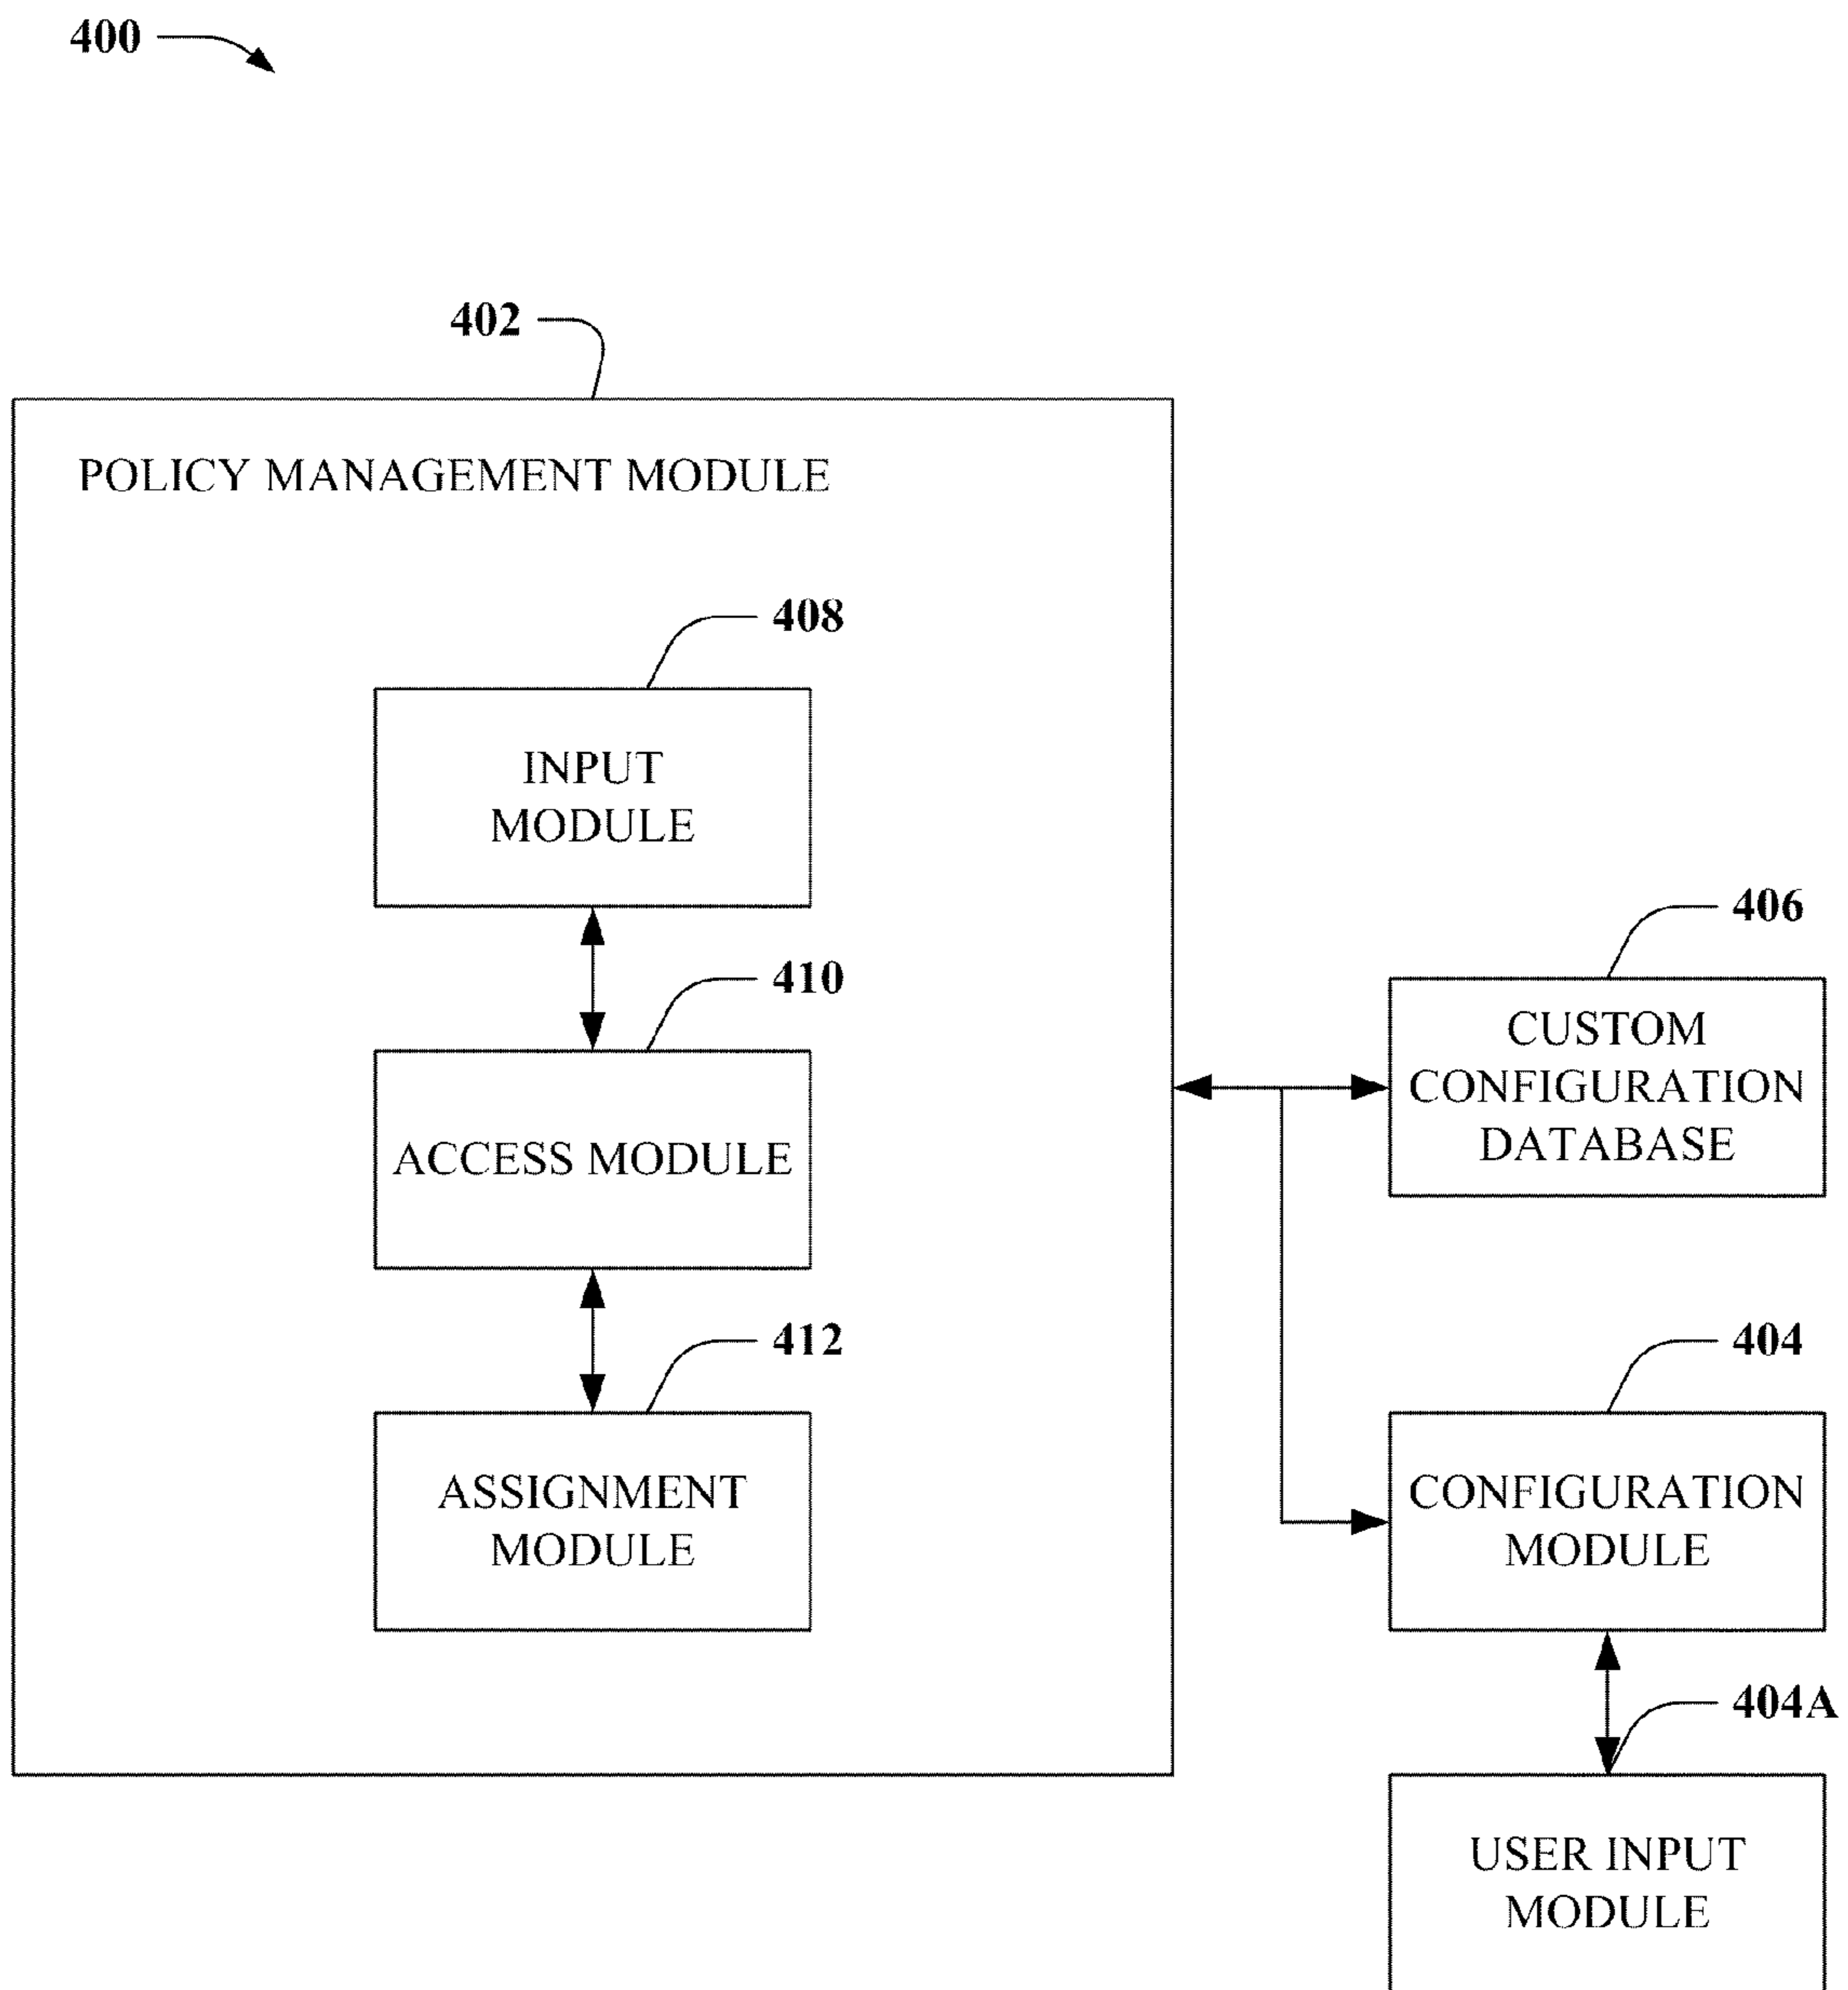 400
402
POLICY MANAGEMENT MODULE
408
INPUT
MODULE
410
ACCESS MODULE
412
ASSIGNMENT
MODULE
406
CUSTOM
CONFIGURATION
DATABASE
404
CONFIGURATION
MODULE
404A
USER INPUT
MODULE